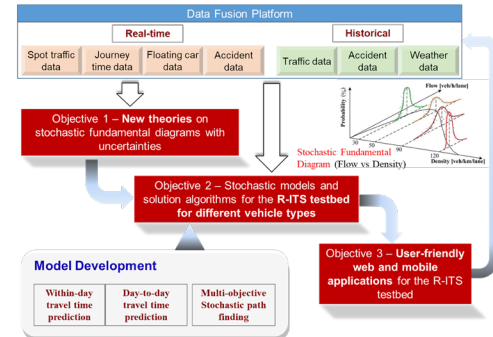 Data Fusion Platform
Real-time
Historical
Spot traffic
data
Journey
time data
Floating car
data
Accident
data
Traffic data
Accident
data
Weather
data
Objective 1 – New theories on
stochastic fundamental diagrams with
uncertainties
Flow [veh/h/lane]
Probability (%)
30
60
90
120
Density [veh/km/lane]
Stochastic Fundamental
Diagram (Flow vs Density)
Objective 2 – Stochastic models and
solution algorithms for the R-ITS testbed
for different vehicle types
Objective 3 – User-friendly
web and mobile
applications for the R-ITS
testbed
Model Development
Within-day
travel time
prediction
Day-to-day
travel time
prediction
Multi-objective
Stochastic path
finding